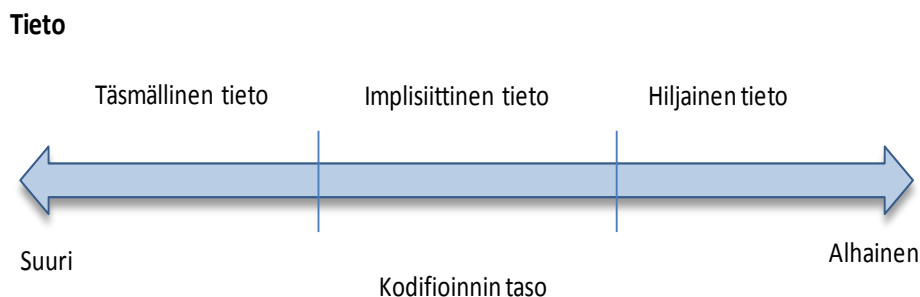 Tieto
Täsmällinen tieto Implisiittinen tieto Hiljainen tieto
Suuri Alhainen
Kodifioinnin taso